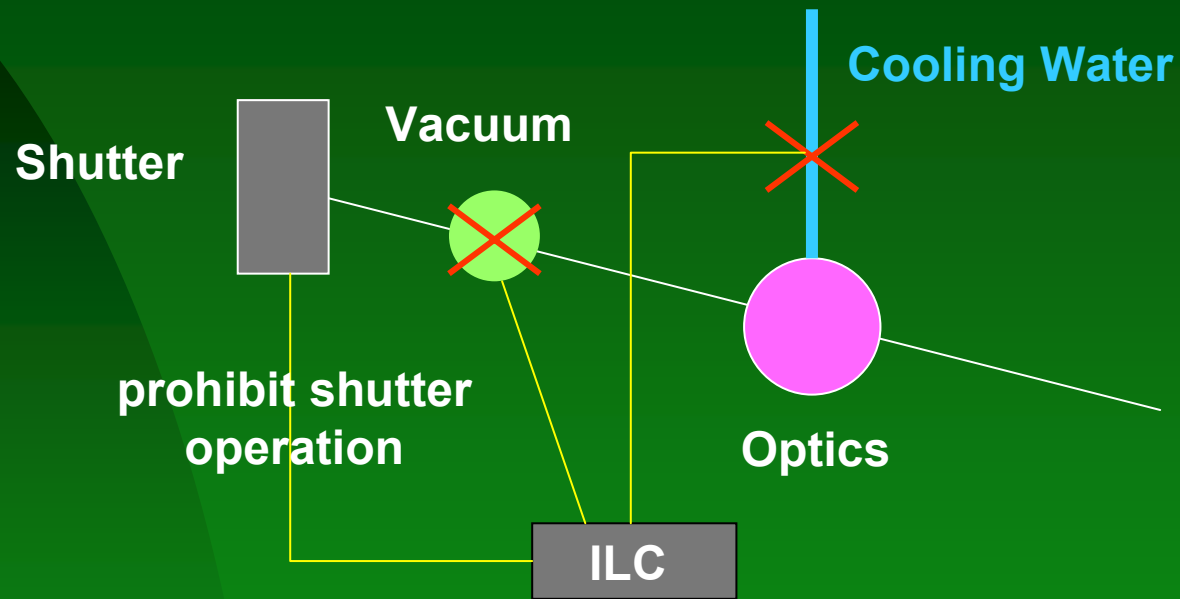 Cooling Water
Vacuum
Shutter
prohibit shutter
operation
Optics
ILC